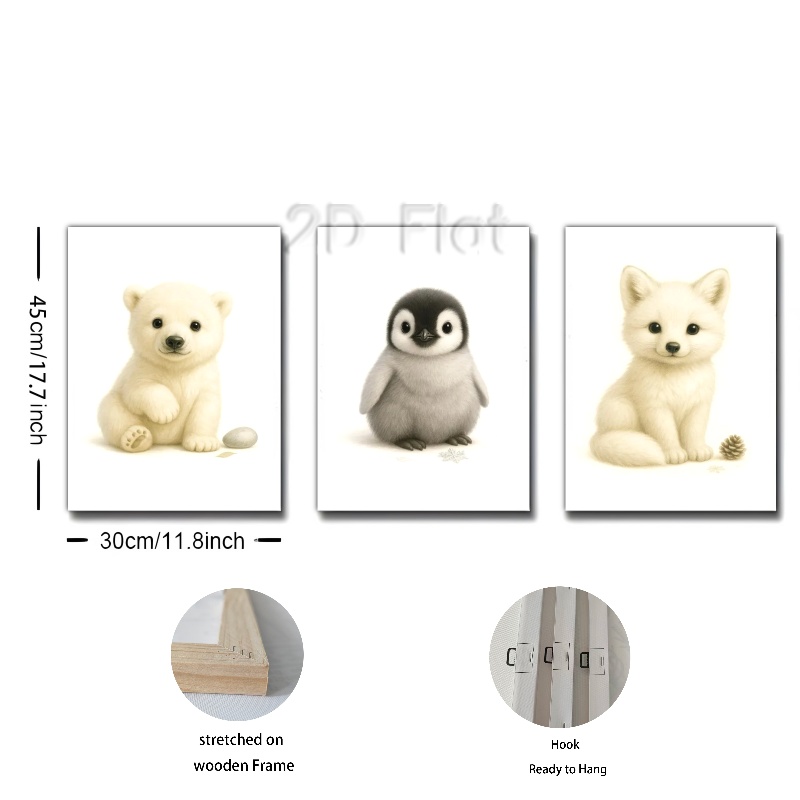 2D Flat
45cm/17.7inch
30cm/11.8inch
stretched on
wooden Frame
Hook
Ready to Hang